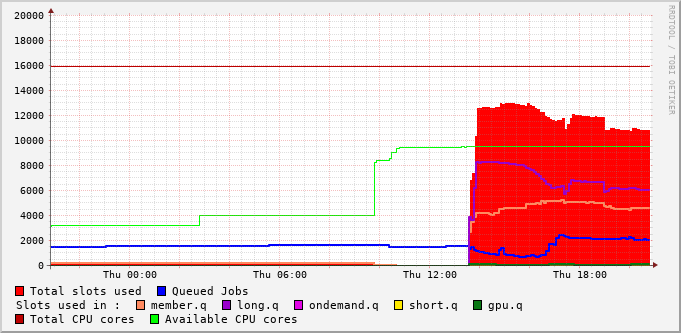 RRDTOOL / TOBI OETIKER
20000
18000
16000
14000
12000
10000
8000
6000
4000
2000
0
Thu 00:00 Thu 06:00 Thu 12:00 Thu 18:00
Total slots used Queued Jobs
Slots used in : member.q long.q ondemand.q short.q gpu.q
Total CPU cores Available CPU cores